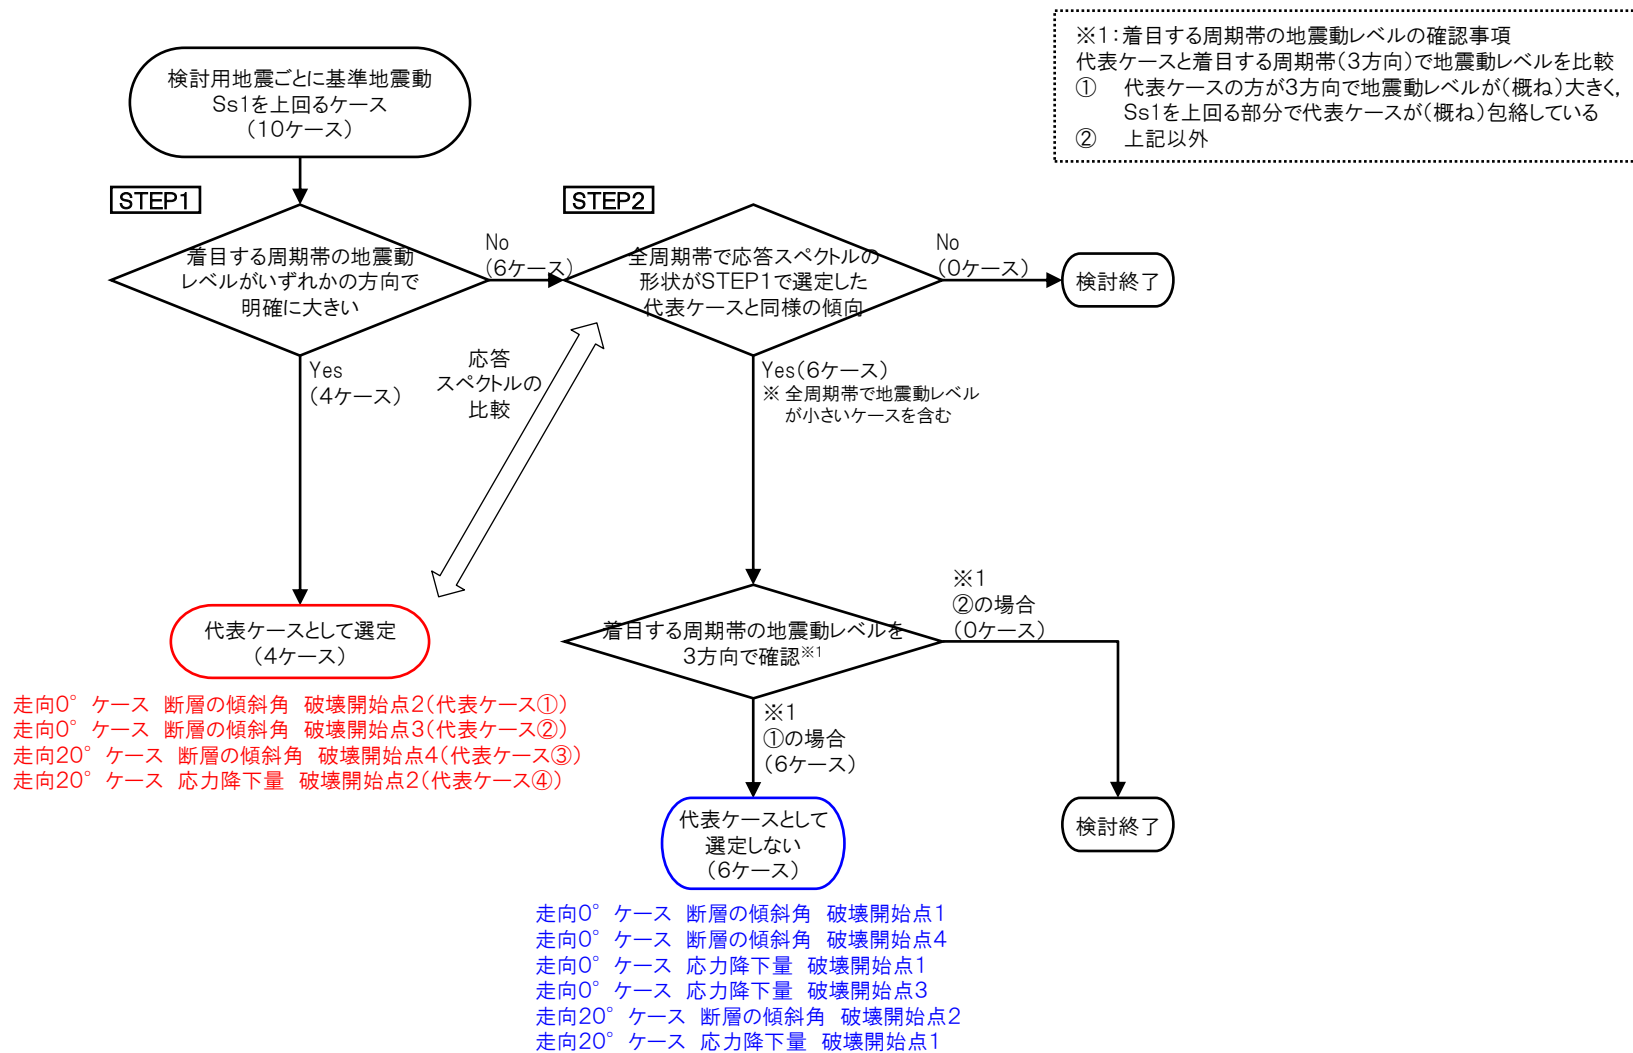 ※1：着目する周期帯の地震動レベルの確認事項
代表ケースと着目する周期帯（3方向）で地震動レベルを比較
①　代表ケースの方が3方向で地震動レベルが（概ね）大きく、
Ss1を上回る部分で代表ケースが（概ね）包絡している
②　上記以外
検討用地震ごとに基準地震動
Ss1を上回るケース
（10ケース）
STEP1
着目する周期帯の地震動
レベルがいずれかの方向で
明確に大きい
No
（6ケース）
STEP2
全周期帯で応答スペクトルの
形状がSTEP1で選定した
代表ケースと同様の傾向
No
（0ケース）
検討終了
Yes
（4ケース）
応答
スペクトルの
比較
Yes（6ケース）
※ 全周期帯で地震動レベル
が小さいケースを含む
代表ケースとして選定
（4ケース）
走向0°ケース　断層の傾斜角　破壊開始点2（代表ケース①）
走向0°ケース　断層の傾斜角　破壊開始点3（代表ケース②）
走向20°ケース　断層の傾斜角　破壊開始点4（代表ケース③）
走向20°ケース　応力降下量　破壊開始点2（代表ケース④）
着目する周期帯の地震動レベルを
3方向で確認※1
※1
②の場合
（0ケース）
※1
①の場合
（6ケース）
代表ケースとして
選定しない
（6ケース）
検討終了
走向0°ケース　断層の傾斜角　破壊開始点1
走向0°ケース　断層の傾斜角　破壊開始点4
走向0°ケース　応力降下量　破壊開始点1
走向0°ケース　応力降下量　破壊開始点3
走向20°ケース　断層の傾斜角　破壊開始点2
走向20°ケース　応力降下量　破壊開始点1